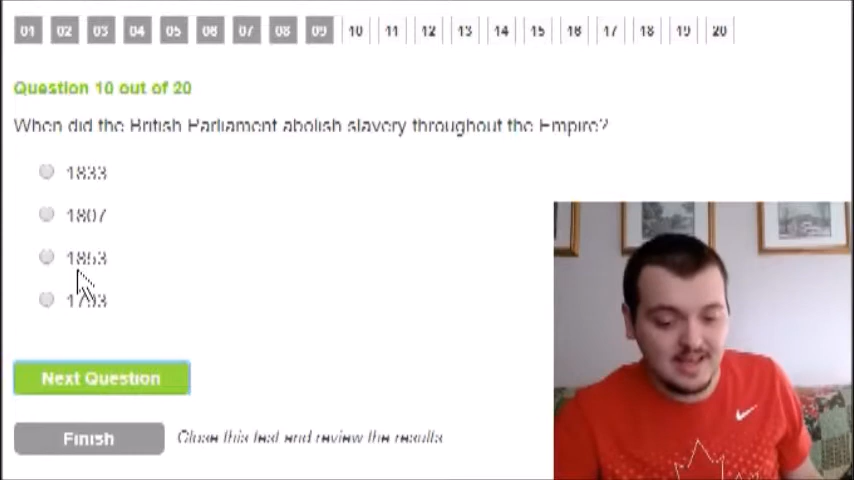 01 02 03 04 05 06 07 08 09 10 11 12 13 14 15 16 17 18 19 20
Question 10 out of 20
When did the British Parliament abolish slavery throughout the Empire?
1833
1807
1853
1793
Next Question
Finish Close this test and review the results